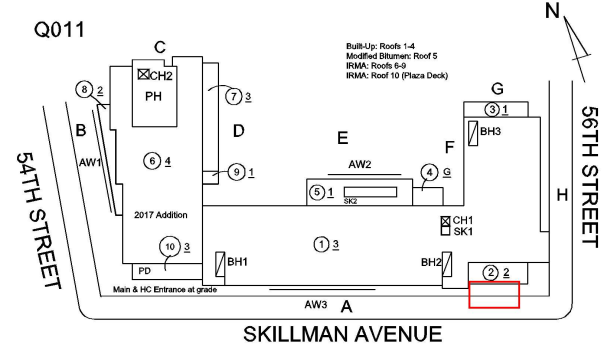 Q011
N
Built-Up: Roofs 1-4
Modified Bitumen: Roof 5
IRMA: Roofs 6-9
IRMA: Roof 10 (Plaza Deck)
C
CH2
PH
8 2
7 3
G
3 1
B
D
E
F
BH3
AW1
6 4
9 1
AW2
4 G
5 1
SK2
H
54TH STREET
56TH STREET
2017 Addition
CH1
SK1
10 3
1 3
PD
BH1
BH2
2 2
Main & HC Entrance at grade
AW3
A
SKILLMAN AVENUE